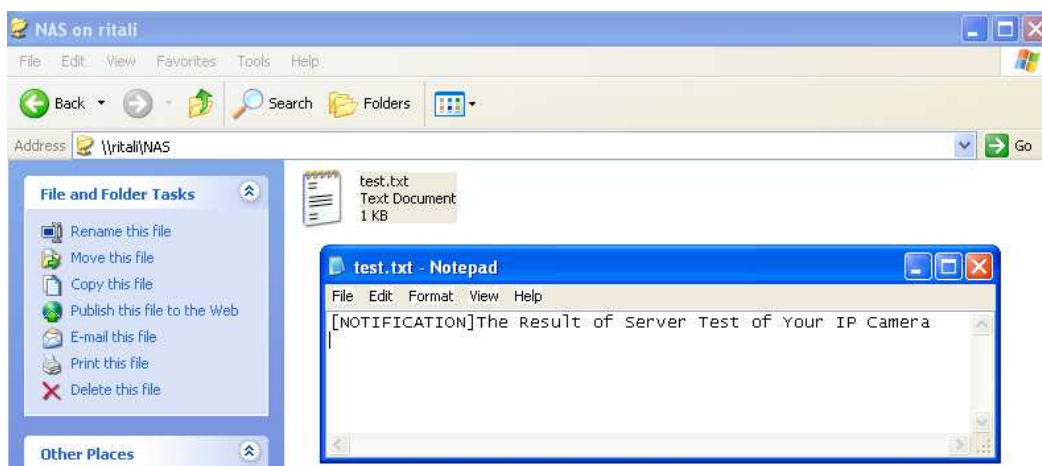 NAS on ritali
File Edit View Favorites Tools Help
Back Search Folders
Address \\ritali\NAS Go
File and Folder Tasks
Rename this file
Move this file
Copy this file
Publish this file to the Web
E-mail this file
Print this file
Delete this file
Other Places
test.txt
Text Document
1 KB
test.txt - Notepad
File Edit Format View Help
[NOTIFICATION]The Result of Server Test of Your IP Camera